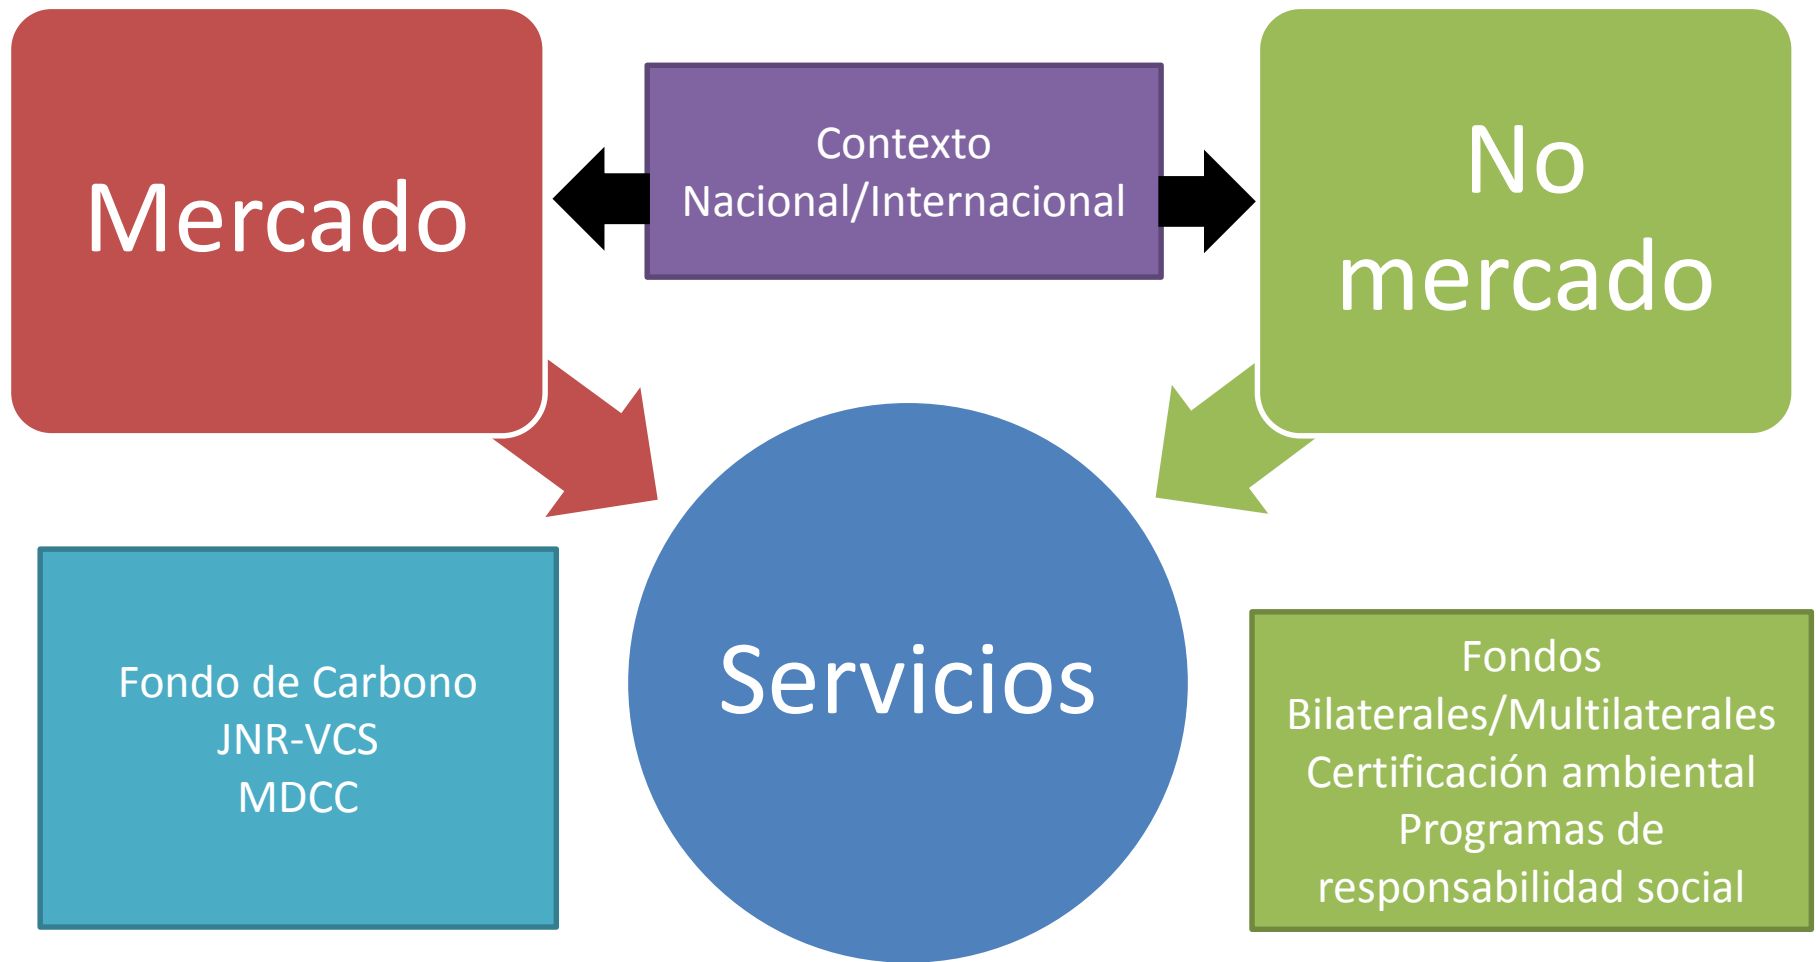 Mercado
Contexto
Nacional/Internacional
No
mercado
Servicios
Fondo de Carbono
JNR-VCS
MDCC
Fondos
Bilaterales/Multilaterales
Certificación ambiental
Programas de
responsabilidad social